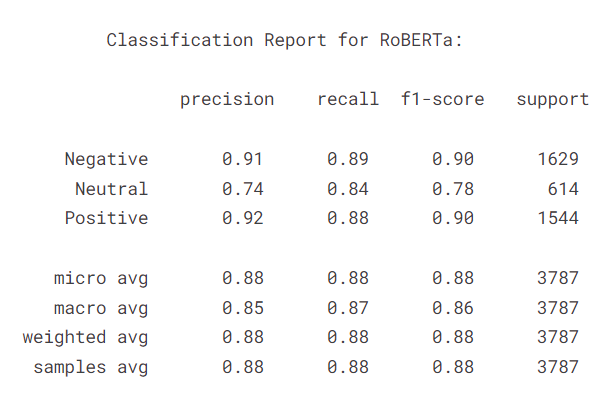 Classification Report for RoBERTa:
precision recall f1-score support
Negative 0.91 0.89 0.90 1629
Neutral 0.74 0.84 0.78 614
Positive 0.92 0.88 0.90 1544
micro avg 0.88 0.88 0.88 3787
macro avg 0.85 0.87 0.86 3787
weighted avg 0.88 0.88 0.88 3787
samples avg 0.88 0.88 0.88 3787